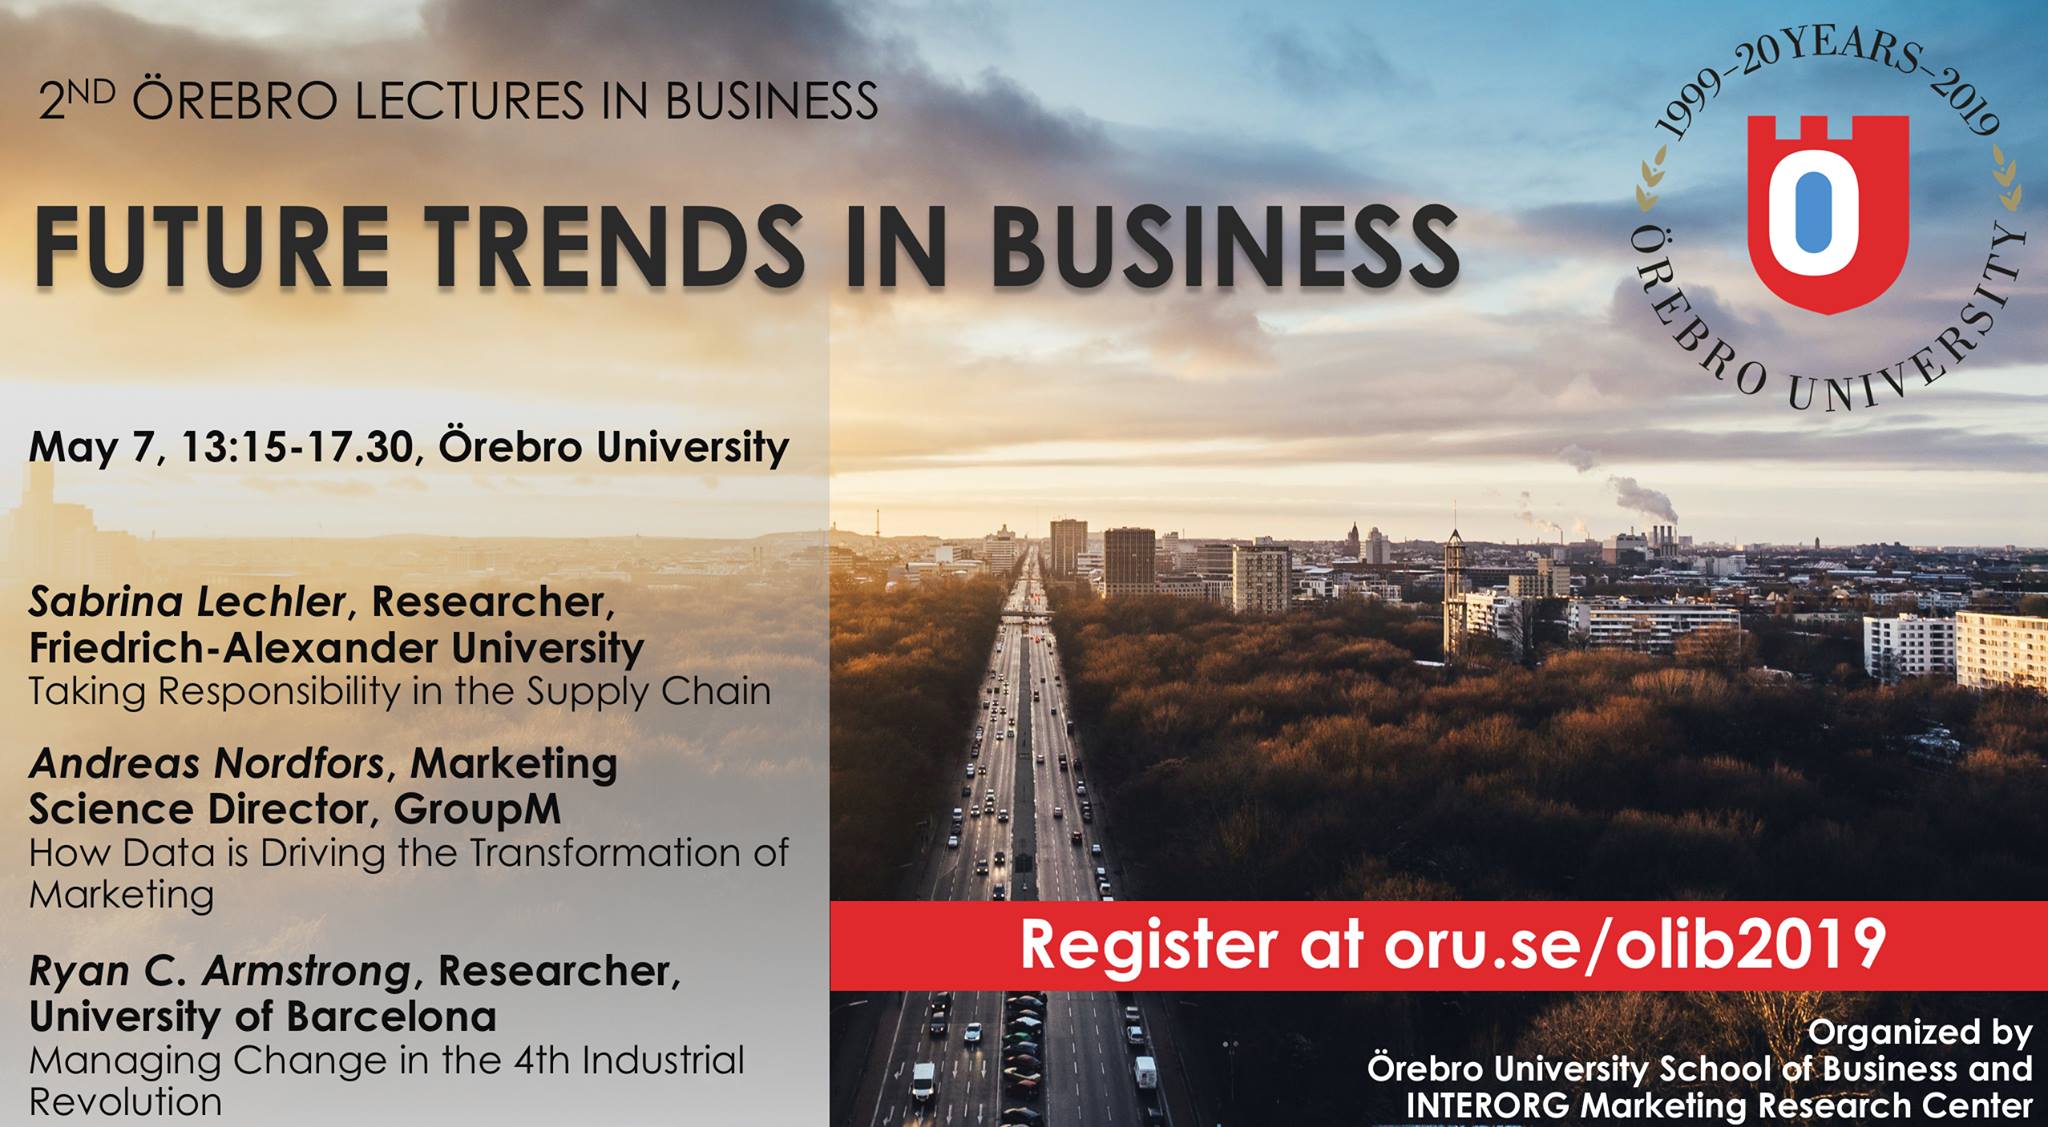 2ND ÖREBRO LECTURES IN BUSINESS
FUTURE TRENDS IN BUSINESS
1999–20 YEARS–2019
ÖREBRO UNIVERSITY
Ö
May 7, 13:15-17.30, Örebro University
Sabrina Lechler, Researcher,
Friedrich-Alexander University
Taking Responsibility in the Supply Chain
Andreas Nordfors, Marketing
Science Director, GroupM
How Data is Driving the Transformation of
Marketing
Ryan C. Armstrong, Researcher,
University of Barcelona
Managing Change in the 4th Industrial
Revolution
Register at oru.se/olib2019
Organized by
Örebro University School of Business and
INTERORG Marketing Research Center